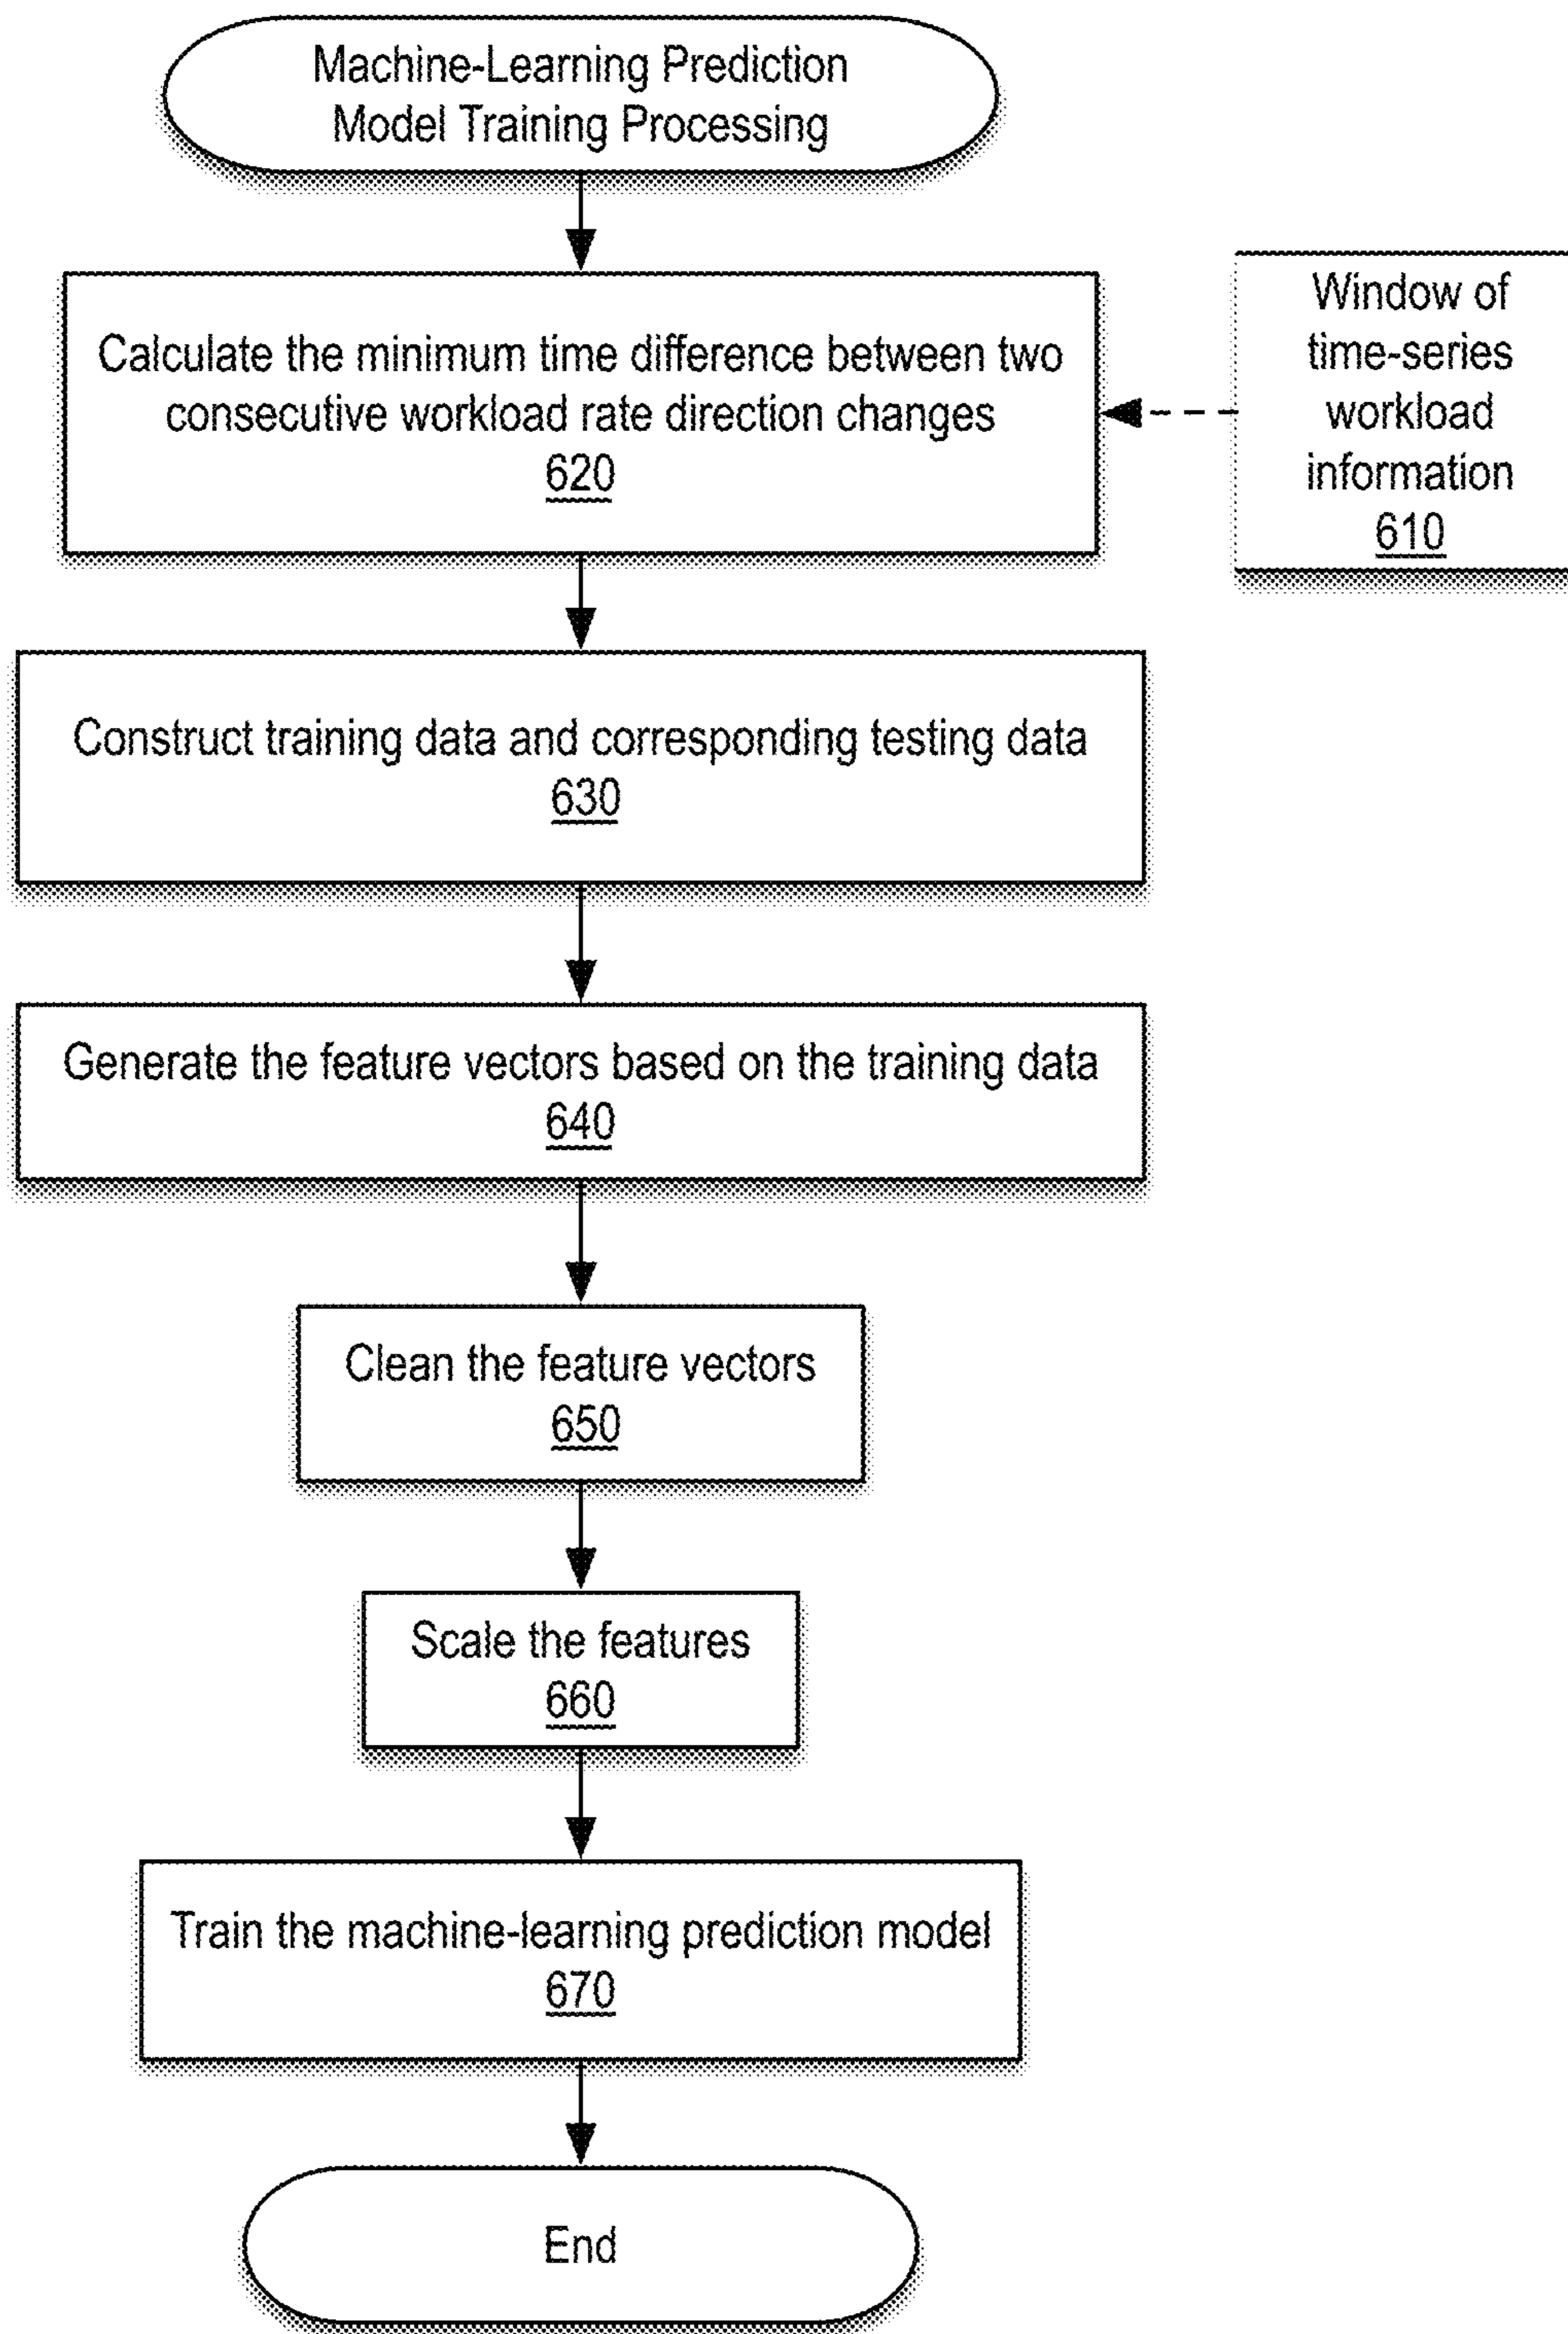 Machine-Learning Prediction
Model Training Processing
Calculate the minimum time difference between two
consecutive workload rate direction changes
620
Window of
time-series
workload
information
610
Construct training data and corresponding testing data
630
Generate the feature vectors based on the training data
640
Clean the feature vectors
650
Scale the features
660
Train the machine-learning prediction model
670
End